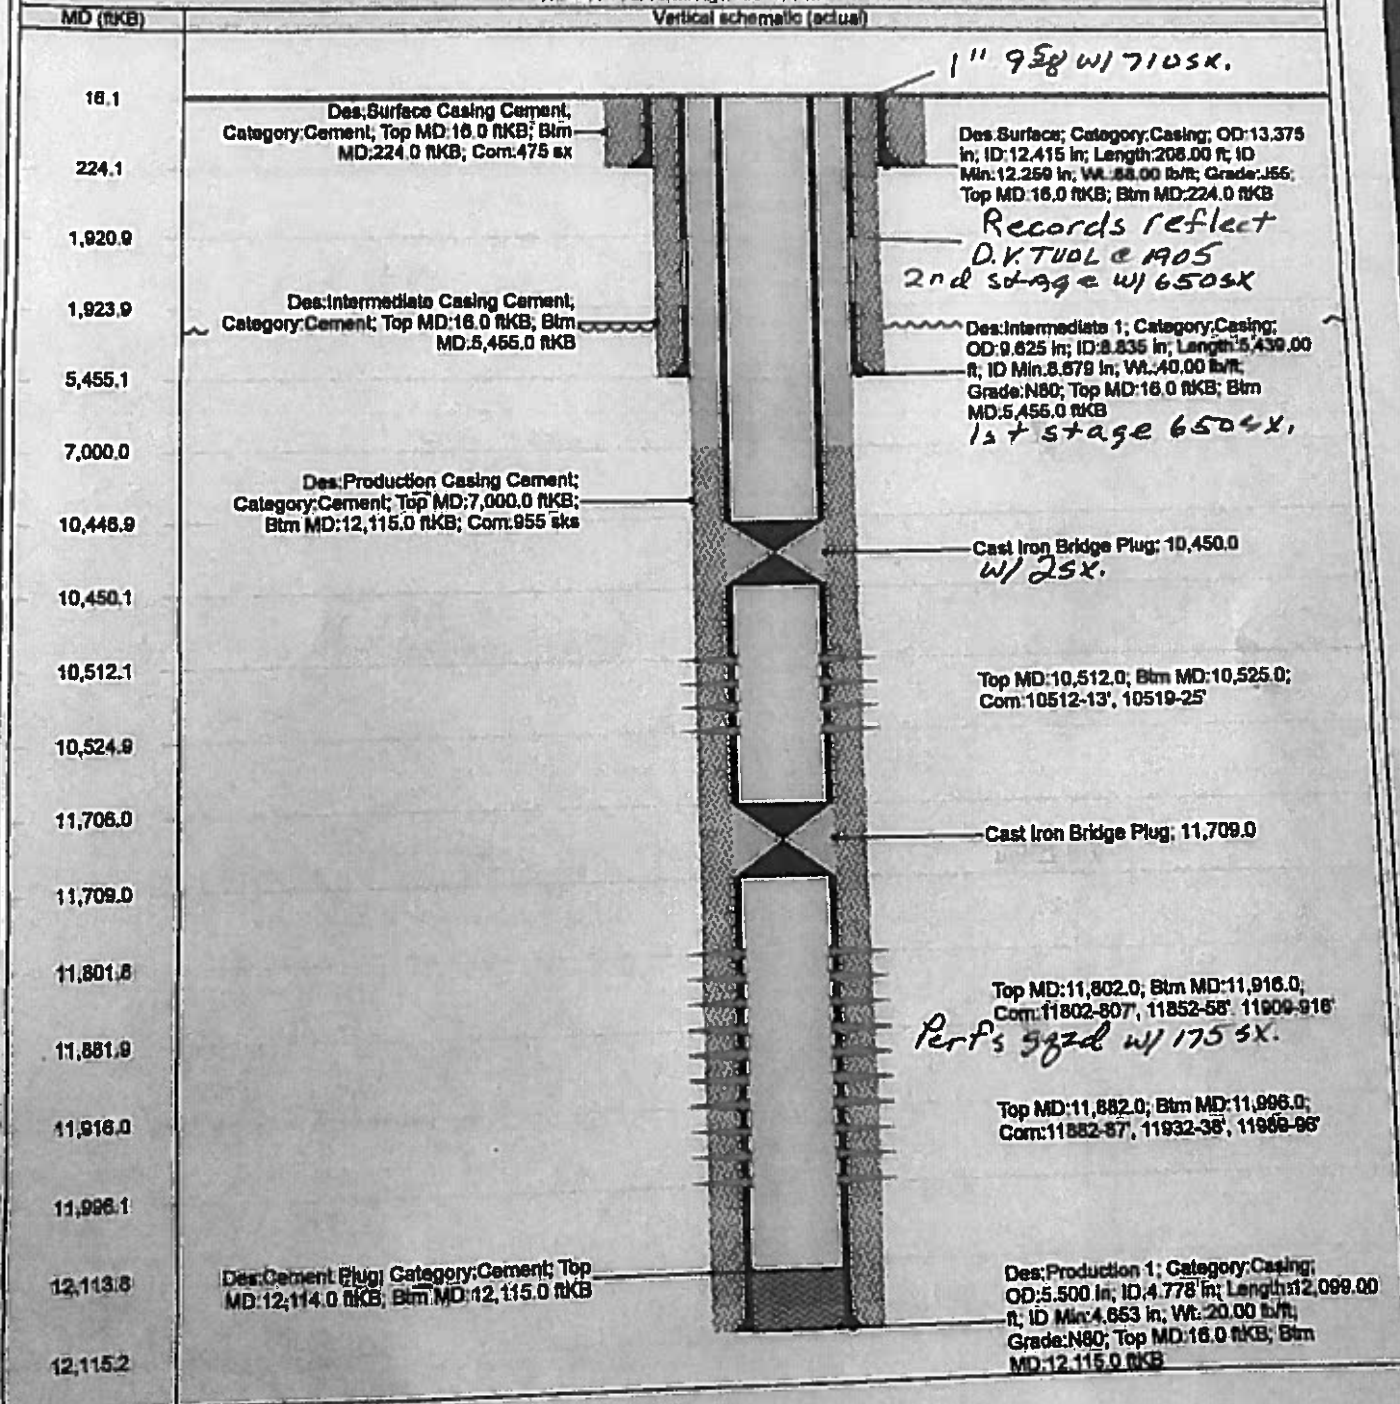 MD (ftKB)
Vertical schematic (actual)
1" 9 5/8 w/ 710 sx.
16.1
Des:Surface Casing Cement,
Category:Cement; Top MD:16.0 ftKB; Btm
MD:224.0 ftKB; Com:475 sx
Des:Surface; Category:Casing; OD:13.375
in; ID:12.415 in; Length:208.00 ft; ID
Min:12.259 in; Wt.:68.00 lb/ft; Grade:J55;
Top MD:16.0 ftKB; Btm MD:224.0 ftKB
224.1
Records reflect
D.V. TOOL @ 1905
2nd stage w/ 650sx
1,920.9
1,923.9
Des:Intermediate Casing Cement,
Category:Cement; Top MD:16.0 ftKB; Btm
MD:5,455.0 ftKB
Des:Intermediate 1; Category:Casing;
OD:9.625 in; ID:8.835 in; Length:5,439.00
ft; ID Min:8.679 in; Wt.:40.00 lb/ft;
Grade:N80; Top MD:16.0 ftKB; Btm
MD:5,455.0 ftKB
1st stage 650sx.
5,455.1
7,000.0
Des:Production Casing Cement;
Category:Cement; Top MD:7,000.0 ftKB;
Btm MD:12,115.0 ftKB; Com:955 sks
10,446.9
Cast Iron Bridge Plug; 10,450.0
w/ 2sx.
10,450.1
10,512.1
Top MD:10,512.0; Btm MD:10,525.0;
Com:10512-13', 10519-25'
10,524.9
11,706.0
Cast Iron Bridge Plug; 11,709.0
11,709.0
11,801.8
Top MD:11,802.0; Btm MD:11,916.0;
Com:11802-807', 11852-58', 11909-916'
Perfs sqzd w/ 175 sx.
11,881.9
Top MD:11,882.0; Btm MD:11,996.0;
Com:11882-87', 11932-38', 11989-96'
11,916.0
11,996.1
Des:Cement Plug; Category:Cement; Top
MD:12,114.0 ftKB; Btm MD:12,115.0 ftKB
12,113.8
Des:Production 1; Category:Casing;
OD:5.500 in; ID:4.778 in; Length:12,099.00
ft; ID Min:4.653 in; Wt.:20.00 lb/ft;
Grade:N80; Top MD:16.0 ftKB; Btm
MD:12,115.0 ftKB
12,115.2